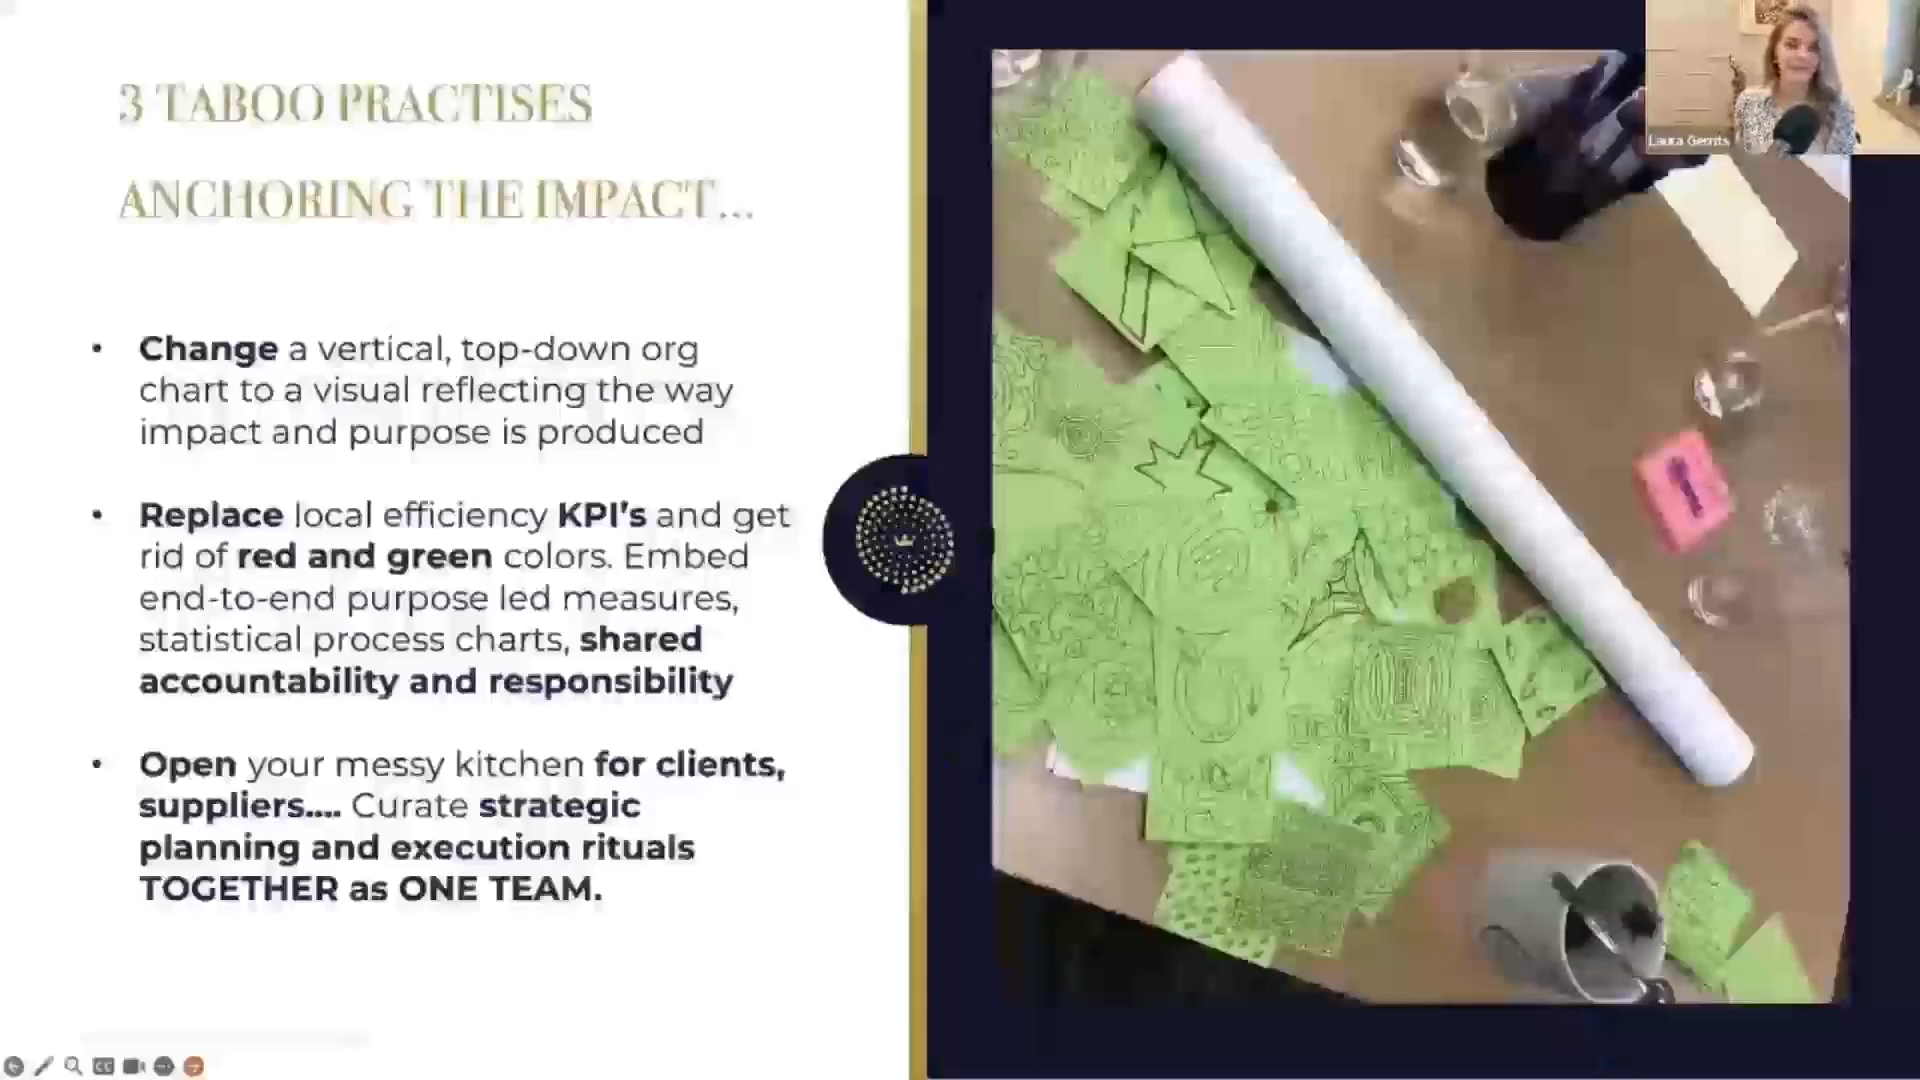 3 TABOO PRACTISES
ANCHORING THE IMPACT...
• Change a vertical, top-down org
chart to a visual reflecting the way
impact and purpose is produced
• Replace local efficiency KPI's and get
rid of red and green colors. Embed
end-to-end purpose led measures,
statistical process charts, shared
accountability and responsibility
• Open your messy kitchen for clients,
suppliers.... Curate strategic
planning and execution rituals
TOGETHER as ONE TEAM.
Laura Gerrits
CC